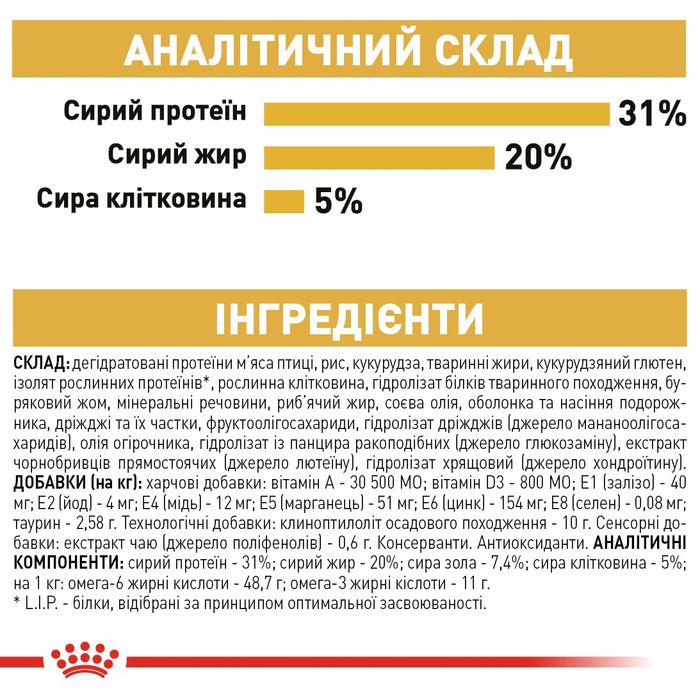 АНАЛІТИЧНИЙ СКЛАД
Сирий протеїн 31%
Сирий жир 20%
Сира клітковина 5%
ІНГРЕДІЄНТИ
СКЛАД: дегідратовані протеїни м’яса птиці, рис, кукурудза, тваринні жири, кукурудзяний глютен,
ізолят рослинних протеїнів*, рослинна клітковина, гідролізат білків тваринного походження, бу-
ряковий жом, мінеральні речовини, риб’ячий жир, соєва олія, оболонка та насіння подорож-
ника, дріжджі та їх частки, фруктоолігосахариди, гідролізат дріжджів (джерело мананоолігоса-
харидів), олія огірочника, гідролізат із панцира ракоподібних (джерело глюкозаміну), екстракт
чорнобривців прямостоячих (джерело лютеїну), гідролізат хрящовий (джерело хондроїтину).
ДОБАВКИ (на кг): харчові добавки: вітамін А - 30 500 МО; вітамін D3 - 800 МО; Е1 (залізо) - 40
мг; Е2 (йод) - 4 мг; Е4 (мідь) - 12 мг; Е5 (марганець) - 51 мг; Е6 (цинк) - 154 мг; Е8 (селен) - 0,08 мг;
таурин - 2,58 г. Технологічні добавки: клиноптилоліт осадового походження - 10 г. Сенсорні до-
бавки: екстракт чаю (джерело поліфенолів) - 0,6 г. Консерванти. Антиоксиданти. АНАЛІТИЧНІ
КОМПОНЕНТИ: сирий протеїн - 31%; сирий жир - 20%; сира зола - 7,4%; сира клітковина - 5%;
на 1 кг: омега-6 жирні кислоти - 48,7 г; омега-3 жирні кіслоти - 11 г.
* L.I.P. - білки, відібрані за принципом оптимальної засвоюваності.